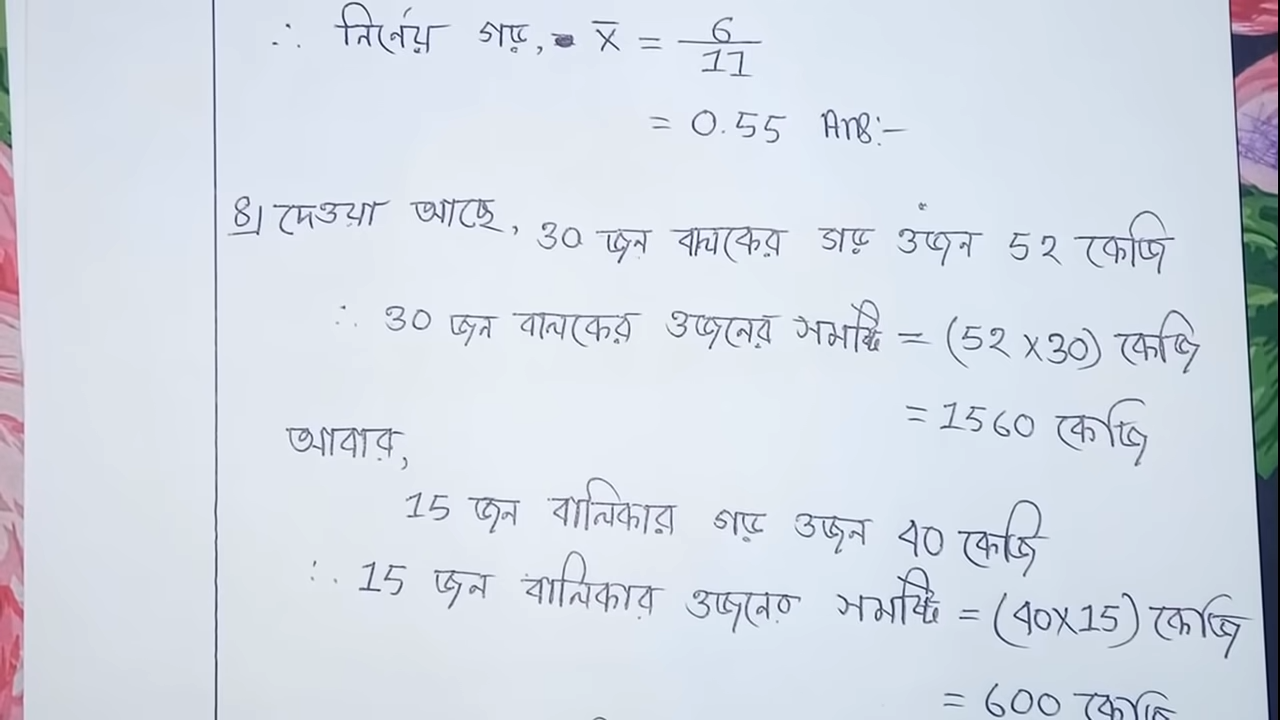 ∴ নির্নেয় গড়, x̄ = 6/11
= 0.55 Ans:-
8) দেওয়া আছে, 30 জন বালকের গড় ওজন 52 কেজি
∴ 30 জন বালকের ওজনের সমষ্টি = (52 x 30) কেজি
= 1560 কেজি
আবার,
15 জন বালিকার গড় ওজন 40 কেজি
∴ 15 জন বালিকার ওজনের সমষ্টি = (40x15) কেজি
= 600 কেজি